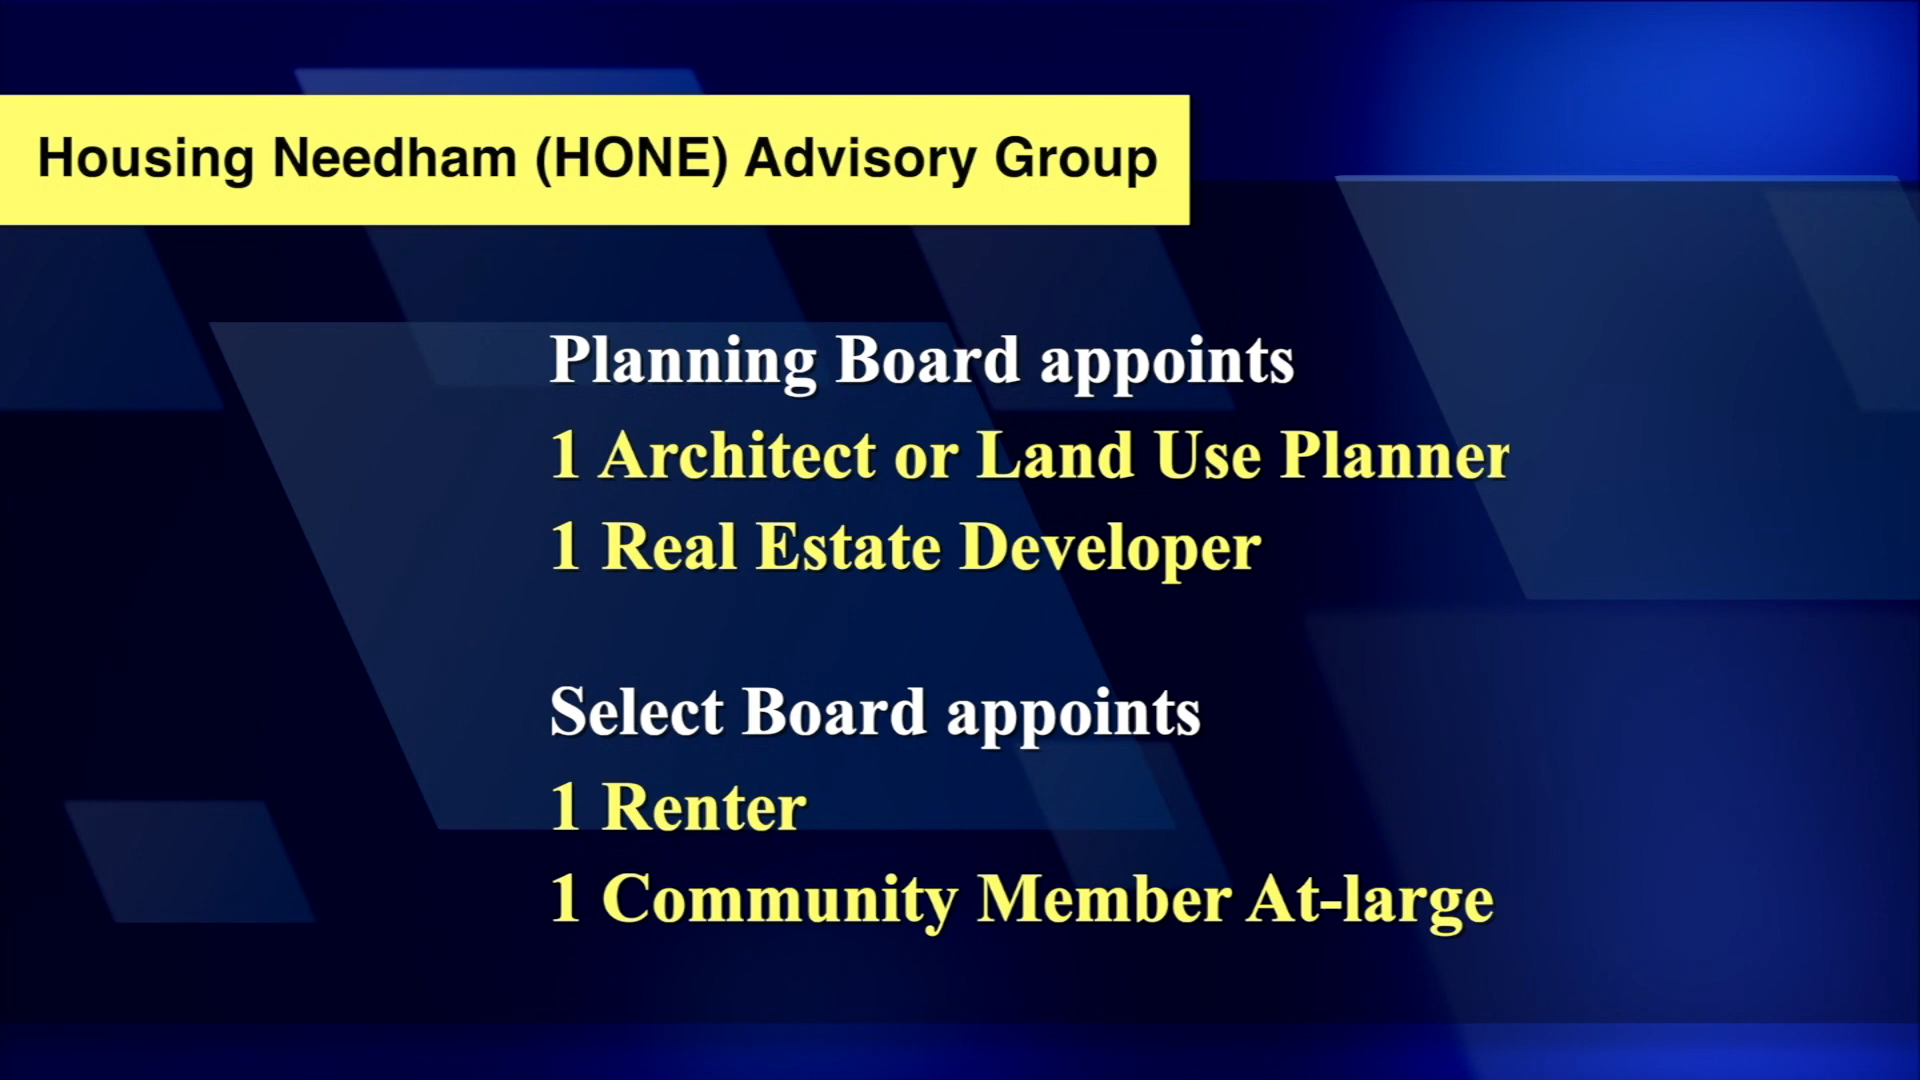 Housing Needham (HONE) Advisory Group
Planning Board appoints
1 Architect or Land Use Planner
1 Real Estate Developer
Select Board appoints
1 Renter
1 Community Member At-large